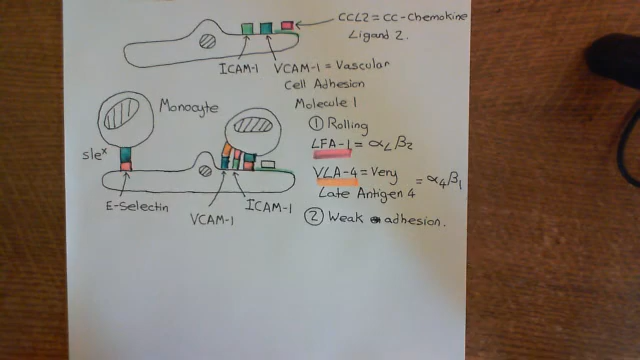 CCL2 = CC-Chemokine
Ligand 2.
ICAM-1
VCAM-1 = Vascular
Cell Adhesion
Molecule 1
Monocyte
① Rolling
LFA-1 = αLβ2
sleˣ
VLA-4 = Very
Late Antigen 4
= α4β1
E-Selectin
VCAM-1
ICAM-1
② Weak adhesion.